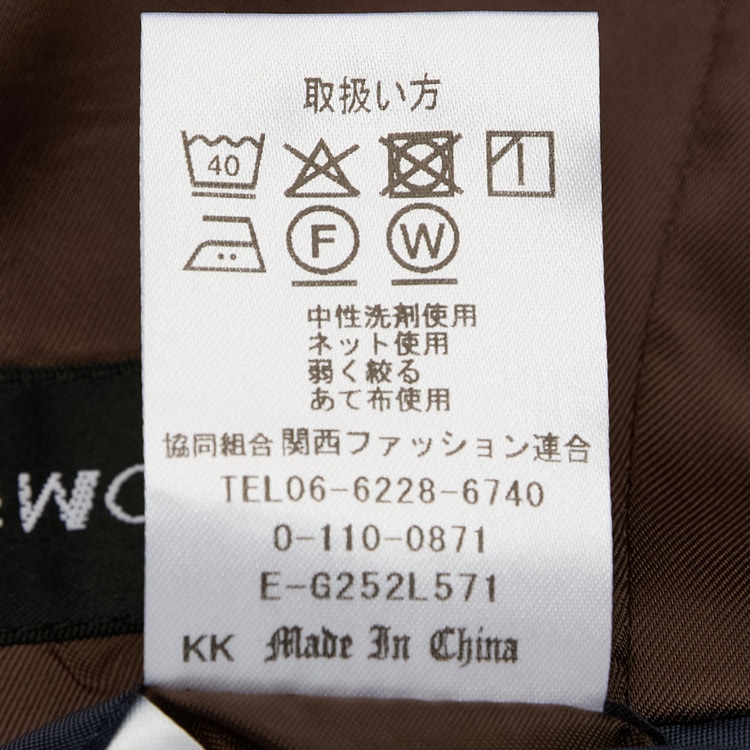 取扱い方
40
F W
中性洗剤使用
ネット使用
弱く絞る
あて布使用
協同組合 関西ファッション連合
TEL06-6228-6740
0-110-0871
E-G252L571
KK Made In China